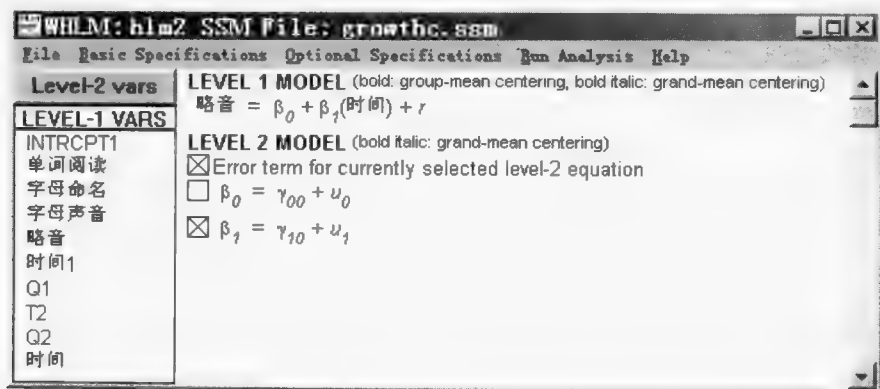 WHLM: hlm2 SSM File: growthc.ssm
File Basic Specifications Optional Specifications Run Analysis Help
Level-2 vars
LEVEL-1 VARS
INTRCPT1
单词阅读
字母命名
字母声音
略音
时间1
Q1
T2
Q2
时间
LEVEL 1 MODEL (bold: group-mean centering, bold italic: grand-mean centering)
略音 = β0 + β1(时间) + r
LEVEL 2 MODEL (bold italic: grand-mean centering)
Error term for currently selected level-2 equation
β0 = γ00 + u0
β1 = γ10 + u1